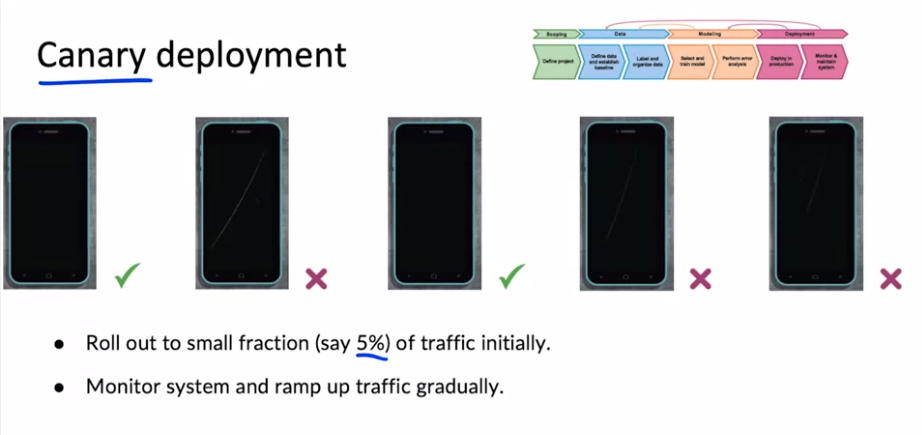 Canary deployment
Scoping Data Modeling Deployment
Define project
Define data and establish baseline
Label and organize data
Select and train model
Perform error analysis
Deploy in production
Monitor & maintain system
● Roll out to small fraction (say 5%) of traffic initially.
● Monitor system and ramp up traffic gradually.